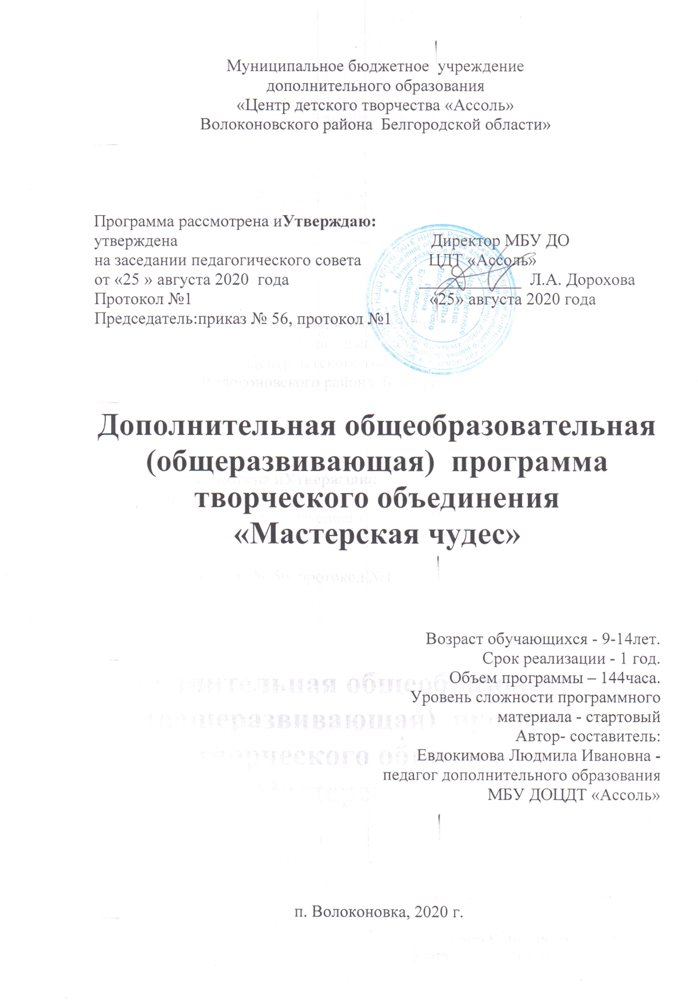 Муниципальное бюджетное  учреждение
дополнительного образования
«Центр детского творчества «Ассоль»
Волоконовского района  Белгородской области»
Программа рассмотрена иУтверждаю:
утверждена Директор МБУ ДО
на заседании педагогического совета ЦДТ «Ассоль»
от «25 » августа 2020  года ____________ Л.А. Дорохова
Протокол №1 «25» августа 2020 года
Председатель:приказ № 56, протокол №1
Дополнительная общеобразовательная
(общеразвивающая)  программа
творческого объединения
«Мастерская чудес»
Возраст обучающихся - 9-14лет.
Срок реализации - 1 год.
Объем программы – 144часа.
Уровень сложности программного
материала - стартовый
Автор- составитель:
Евдокимова Людмила Ивановна -
педагог дополнительного образования
МБУ ДОЦДТ «Ассоль»
п. Волоконовка, 2020 г.